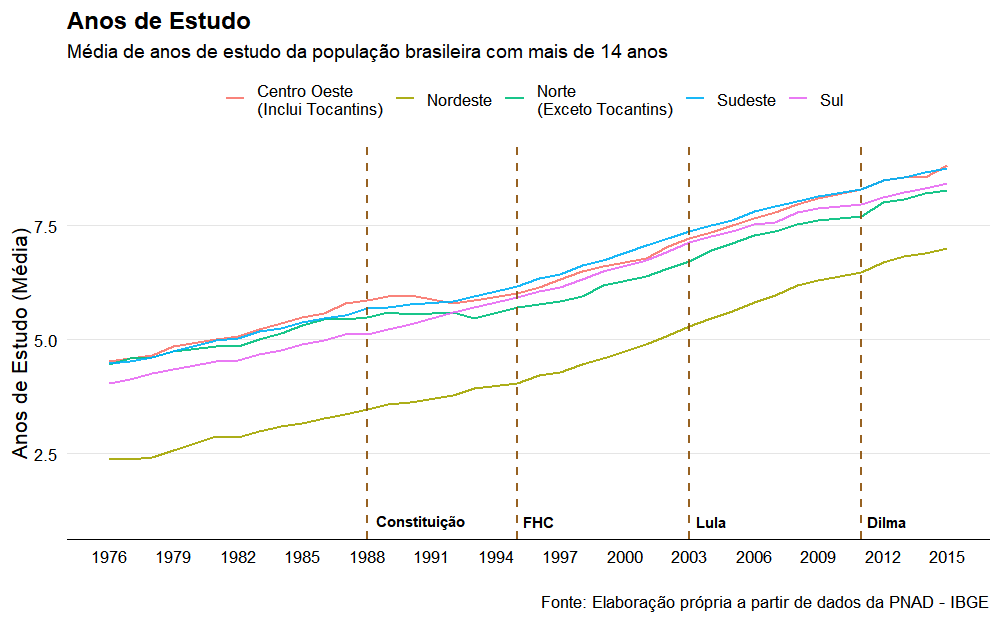 Anos de Estudo
Média de anos de estudo da população brasileira com mais de 14 anos
Centro Oeste
(Inclui Tocantins)
Nordeste
Norte
(Exceto Tocantins)
Sudeste
Sul
Anos de Estudo (Média)
7.5
5.0
2.5
Constituição
FHC
Lula
Dilma
1976 1979 1982 1985 1988 1991 1994 1997 2000 2003 2006 2009 2012 2015
Fonte: Elaboração própria a partir de dados da PNAD - IBGE